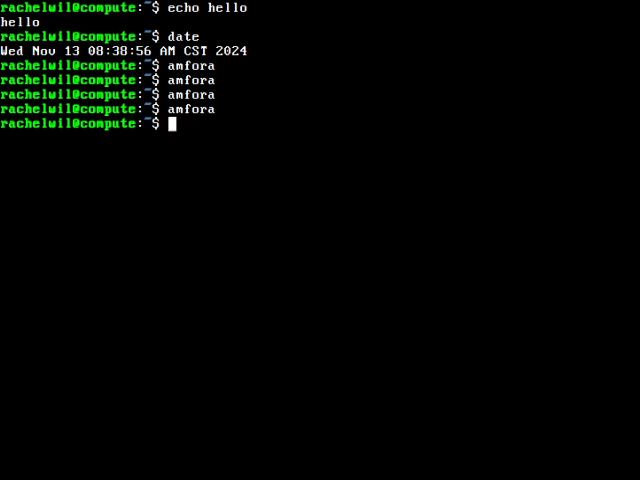 rachelwil@compute:~$ echo hello
hello
rachelwil@compute:~$ date
Wed Nov 13 08:38:56 AM CST 2024
rachelwil@compute:~$ amfora
rachelwil@compute:~$ amfora
rachelwil@compute:~$ amfora
rachelwil@compute:~$ amfora
rachelwil@compute:~$